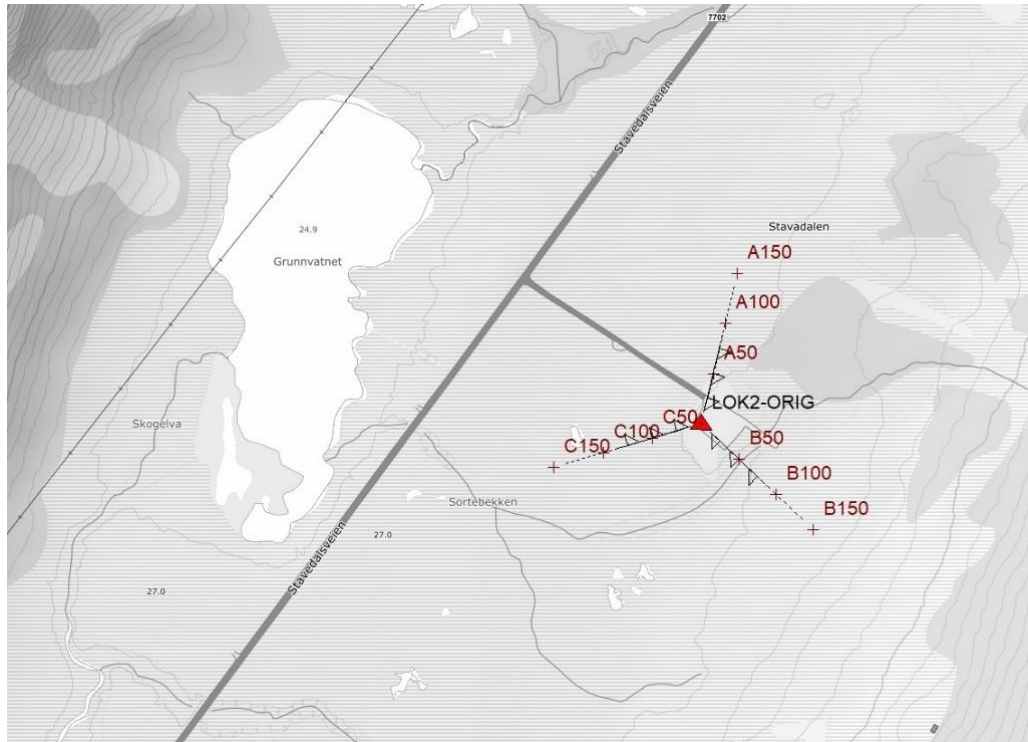 7702
Stavedalsveien
Stavadalen
24.9
A150
Grunnvatnet
A100
A50
LOK2-ORIG
C50
Skogelva
C100
C150
B50
B100
Sortebekken
B150
27.0
Stavedalsveien
27.0